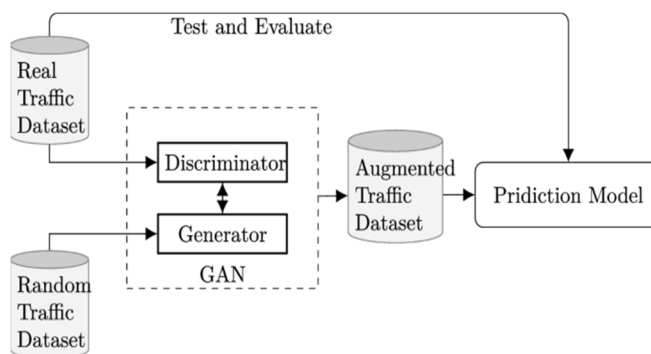 Test and Evaluate
Real
Traffic
Dataset
Discriminator
Generator
GAN
Random
Traffic
Dataset
Augmented
Traffic
Dataset
Pridiction Model